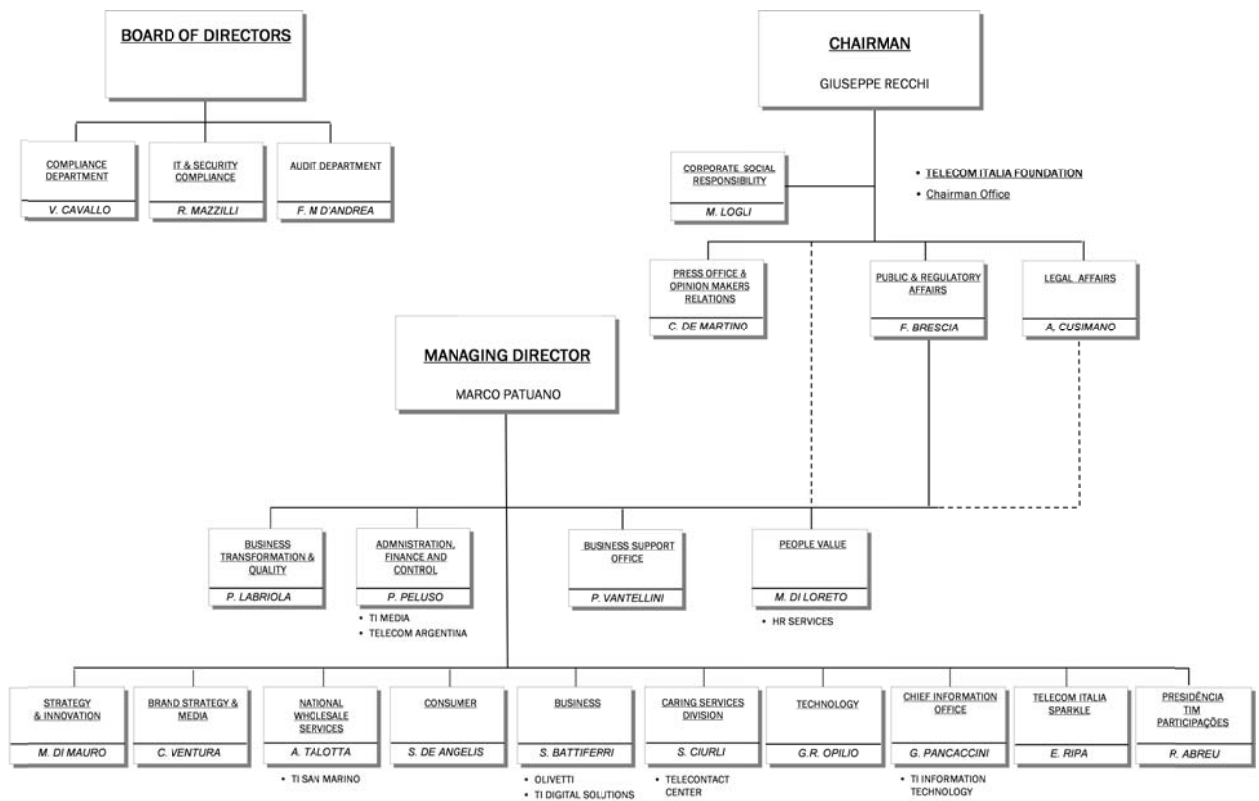 BOARD OF DIRECTORS
COMPLIANCE
DEPARTMENT
V. CAVALLO
IT & SECURITY
COMPLIANCE
R. MAZZILLI
AUDIT DEPARTMENT
F. M D'ANDREA
CHAIRMAN
GIUSEPPE RECCHI
CORPORATE SOCIAL
RESPONSIBILITY
M. LOGLI
• TELECOM ITALIA FOUNDATION
• Chairman Office
PRESS OFFICE &
OPINION MAKERS
RELATIONS
C. DE MARTINO
PUBLIC & REGULATORY
AFFAIRS
F. BRESCIA
LEGAL AFFAIRS
A. CUSIMANO
MANAGING DIRECTOR
MARCO PATUANO
BUSINESS
TRANSFORMATION &
QUALITY
P. LABRIOLA
ADMNISTRATION,
FINANCE AND
CONTROL
P. PELUSO
• TI MEDIA
• TELECOM ARGENTINA
BUSINESS SUPPORT
OFFICE
P. VANTELLINI
PEOPLE VALUE
M. DI LORETO
• HR SERVICES
STRATEGY
& INNOVATION
M. DI MAURO
BRAND STRATEGY &
MEDIA
C. VENTURA
NATIONAL
WHOLESALE
SERVICES
A. TALOTTA
• TI SAN MARINO
CONSUMER
S. DE ANGELIS
BUSINESS
S. BATTIFERRI
• OLIVETTI
• TI DIGITAL SOLUTIONS
CARING SERVICES
DIVISION
S. CIURLI
• TELECONTACT
CENTER
TECHNOLOGY
G.R. OPILIO
CHIEF INFORMATION
OFFICE
G. PANCACCINI
• TI INFORMATION
TECHNOLOGY
TELECOM ITALIA
SPARKLE
E. RIPA
PRESIDÊNCIA
TIM
PARTICIPAÇÕES
R. ABREU